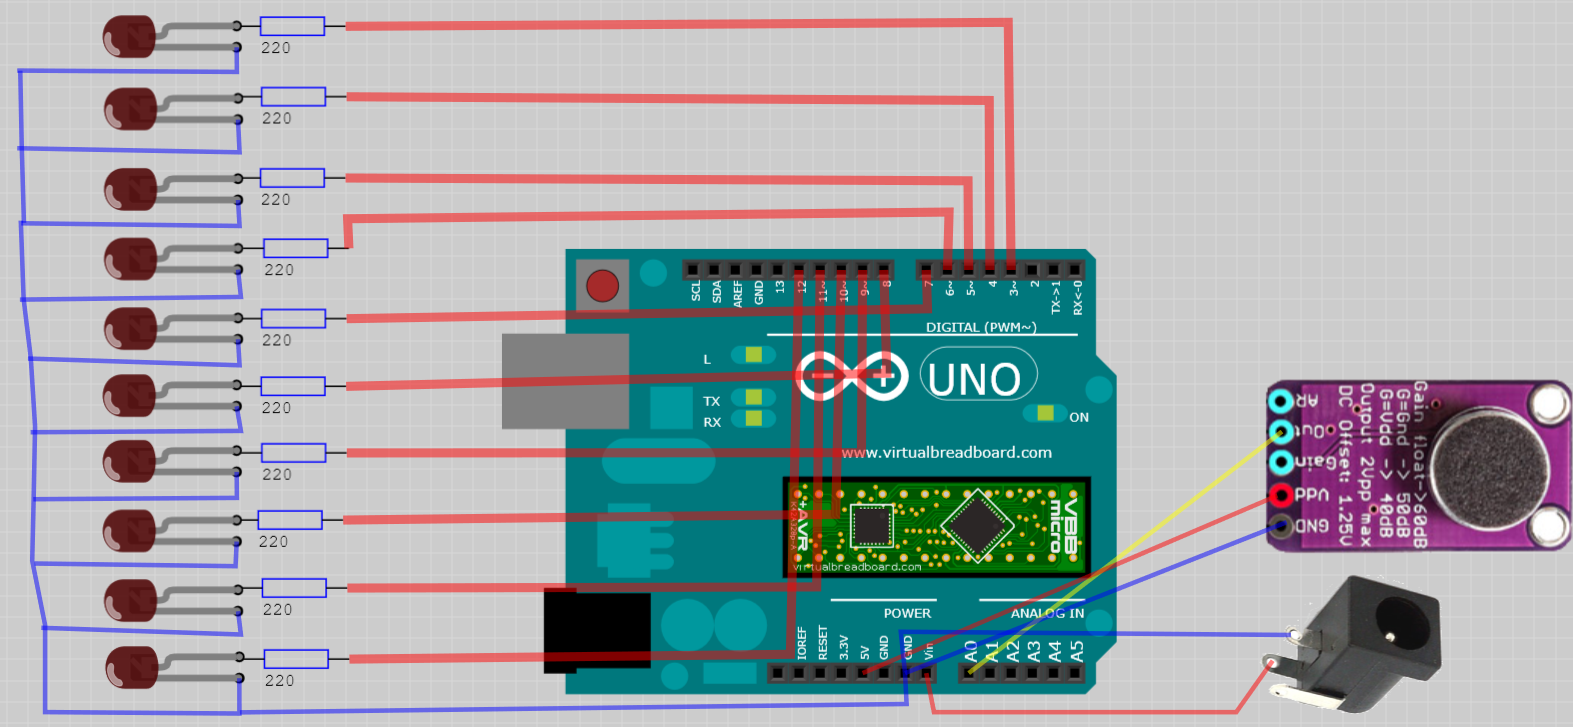 220
220
220
220
220
220
220
220
220
220
SCL
SDA
AREF
GND
13
12
11~
10~
9~
8
7
6~
5~
4
3~
2
TX->1
RX<-0
DIGITAL (PWM~)
L
TX
RX
UNO
ON
www.virtualbreadboard.com
+AVR
VBB
micro
virtualbreadboard.com
POWER
ANALOG IN
IOREF
RESET
3.3V
5V
GND
GND
Vin
A0
A1
A2
A3
A4
A5
AR
Out
Gain
Vdd
GND
Gain float->60dB
G=Gnd -> 50dB
G=Vdd -> 40dB
Output 2Vpp max
DC Offset: 1.25V